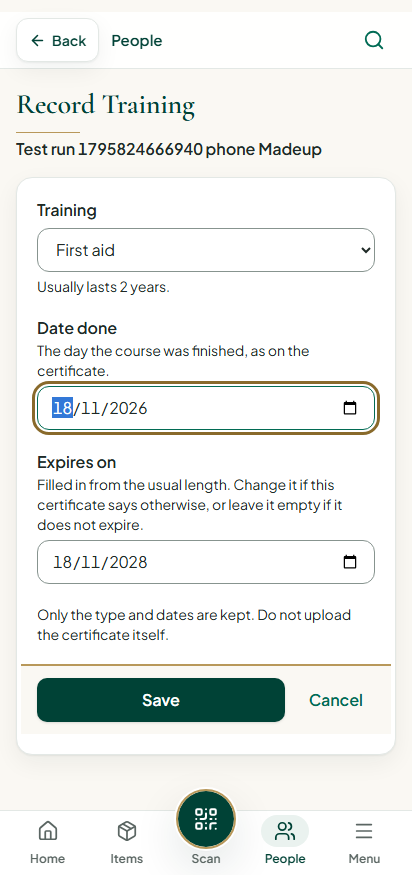 Back People
Record Training
Test run 1795824666940 phone Madeup
Training
First aid
Usually lasts 2 years.
Date done
The day the course was finished, as on the
certificate.
18/11/2026
Expires on
Filled in from the usual length. Change it if this
certificate says otherwise, or leave it empty if it
does not expire.
18/11/2028
Only the type and dates are kept. Do not upload
the certificate itself.
Save Cancel
Home Items Scan People Menu